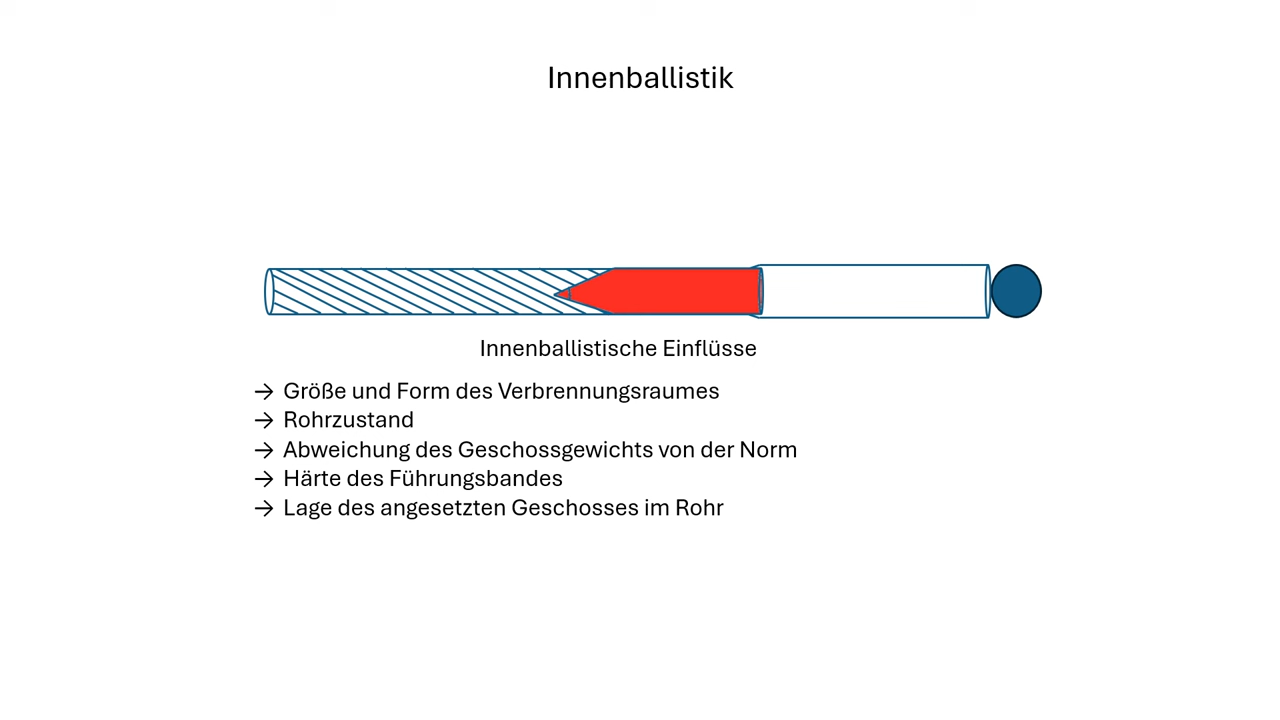 Innenballistik
Innenballistische Einflüsse
→ Größe und Form des Verbrennungsraumes
→ Rohrzustand
→ Abweichung des Geschossgewichts von der Norm
→ Härte des Führungsbandes
→ Lage des angesetzten Geschosses im Rohr